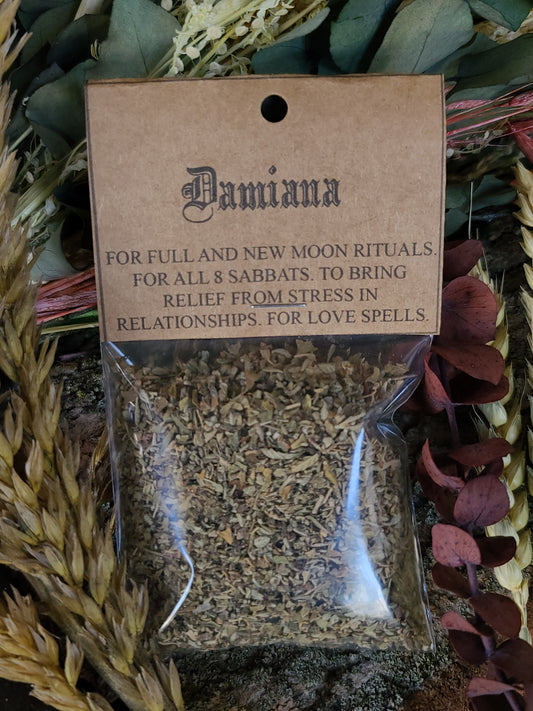 Damiana
FOR FULL AND NEW MOON RITUALS.
FOR ALL 8 SABBATS. TO BRING
RELIEF FROM STRESS IN
RELATIONSHIPS. FOR LOVE SPELLS.